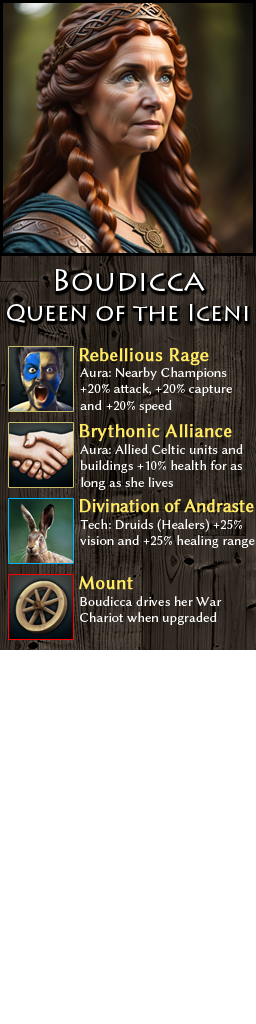 Boudicca
Queen of the Iceni
Rebellious Rage
Aura: Nearby Champions
+20% attack, +20% capture
and +20% speed
Brythonic Alliance
Aura: Allied Celtic units and
buildings +10% health for as
long as she lives
Divination of Andraste
Tech: Druids (Healers) +25%
vision and +25% healing range
Mount
Boudicca drives her War
Chariot when upgraded